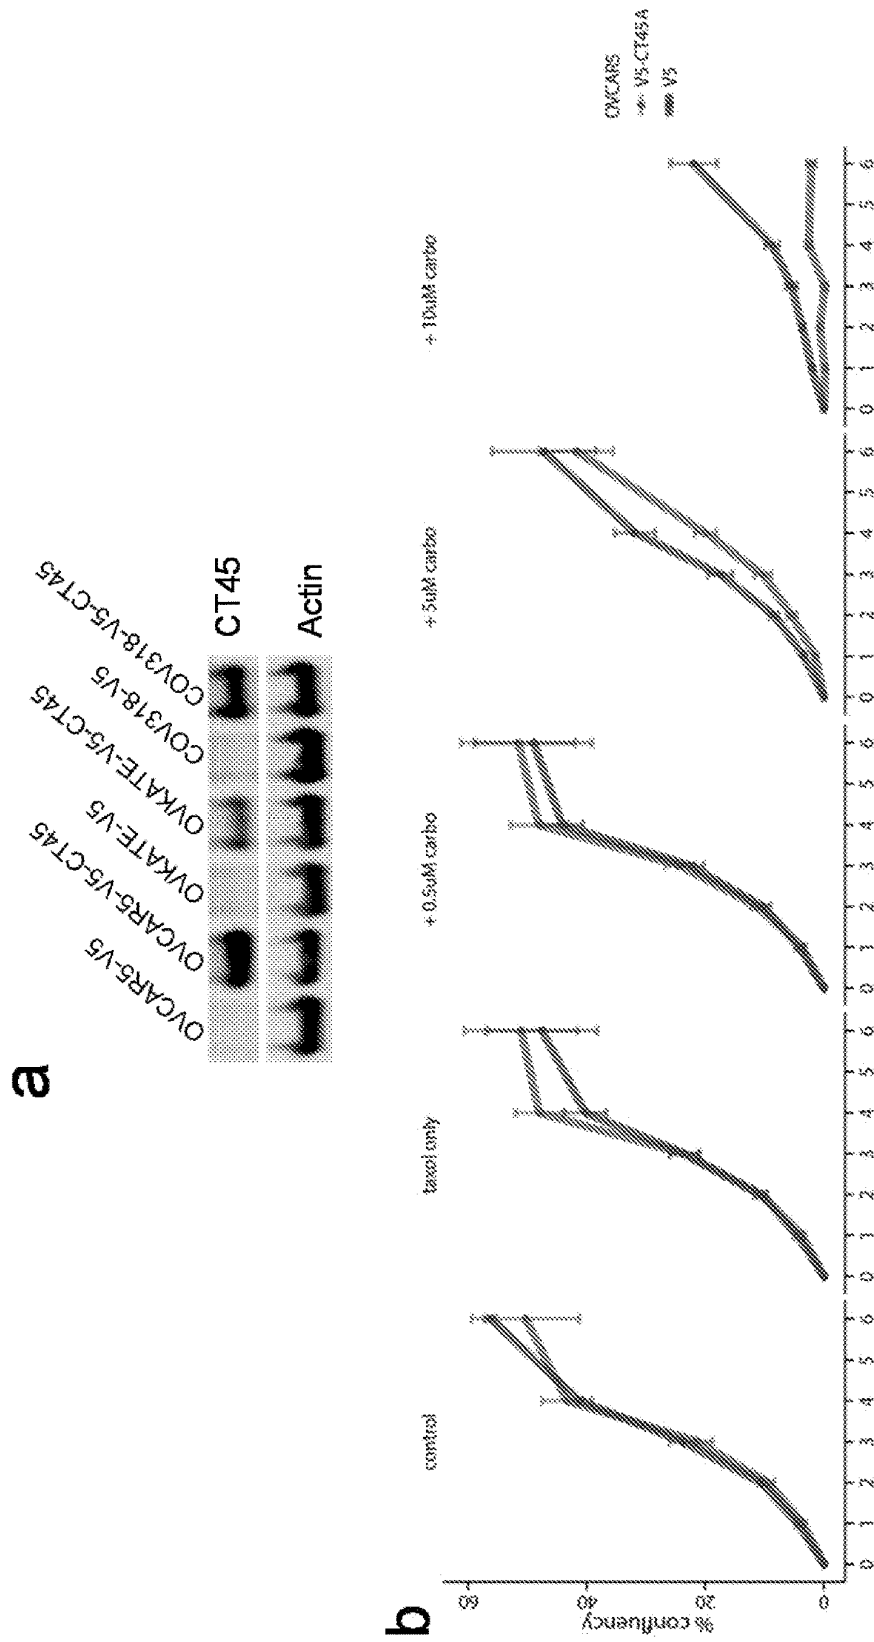 a
OVCAR5-V5
OVCAR5-V5-CT45
OVKATE-V5
OVKATE-V5-CT45
COV318-V5
COV318-V5-CT45
CT45
Actin
b
control
taxol only
+ 0.5uM carbo
+ 5uM carbo
+ 10uM carbo
OVCAR5
V5-CT45A
V5
% confluency
60
40
20
0
0 1 2 3 4 5 6
0 1 2 3 4 5 6
0 1 2 3 4 5 6
0 1 2 3 4 5 6
0 1 2 3 4 5 6